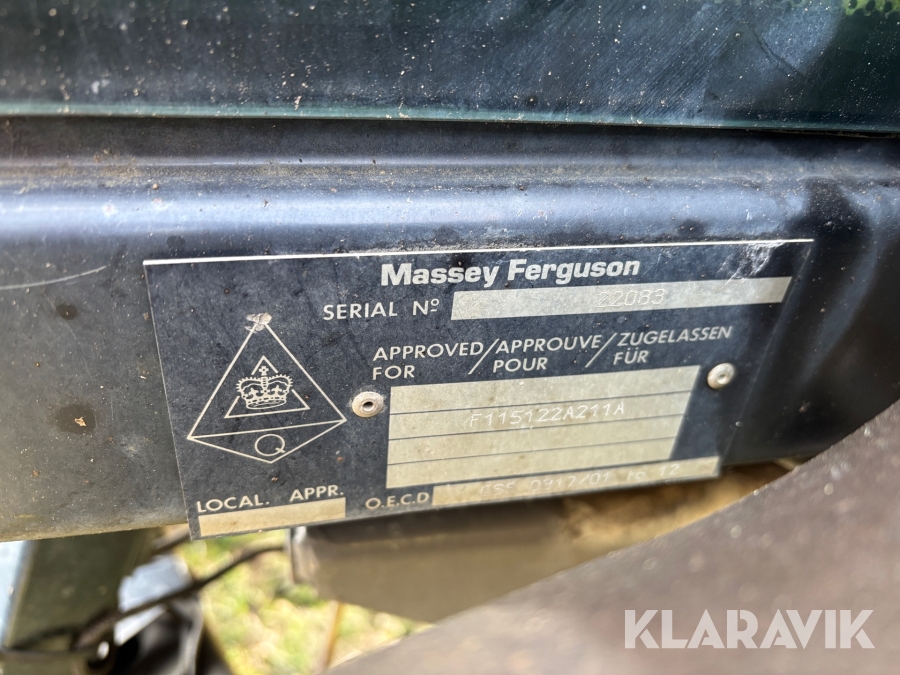 Massey Ferguson
SERIAL Nº 22083
APPROVED / APPROUVE / ZUGELASSEN
FOR POUR FÜR
F115122A211A
Q
LOCAL. APPR.
O.E.C.D
KLARAVIK